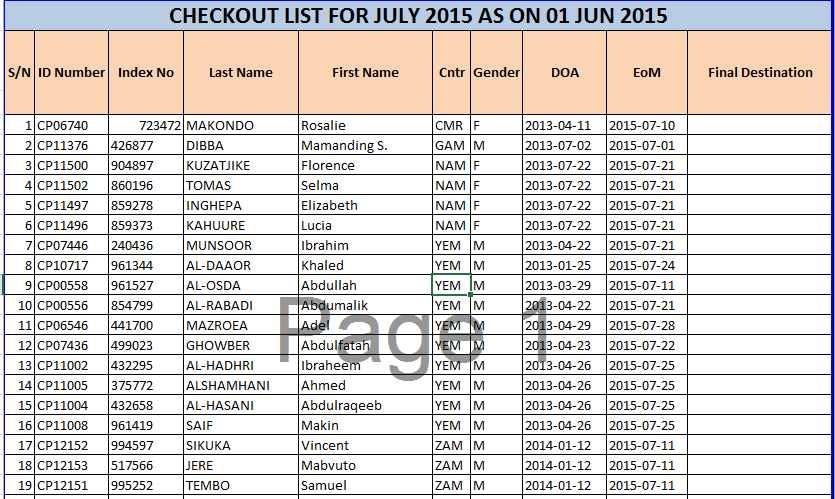 CHECKOUT LIST FOR JULY 2015 AS ON 01 JUN 2015
S/N ID Number Index No Last Name First Name Cntr Gender DOA EoM Final Destination
1 CP06740 723472 MAKONDO Rosalie CMR F 2013-04-11 2015-07-10
2 CP11376 426877 DIBBA Mamanding S. GAM M 2013-07-02 2015-07-01
3 CP11500 904897 KUZATJIKE Florence NAM F 2013-07-22 2015-07-21
4 CP11502 860196 TOMAS Selma NAM F 2013-07-22 2015-07-21
5 CP11497 859278 INGHEPA Elizabeth NAM F 2013-07-22 2015-07-21
6 CP11496 859373 KAHUURE Lucia NAM F 2013-07-22 2015-07-21
7 CP07446 240436 MUNSOOR Ibrahim YEM M 2013-04-22 2015-07-21
8 CP10717 961344 AL-DAAOR Khaled YEM M 2013-01-25 2015-07-24
9 CP00558 961527 AL-OSDA Abdullah YEM M 2013-03-29 2015-07-11
10 CP00556 854799 AL-RABADI Abdumalik YEM M 2013-04-22 2015-07-21
11 CP06546 441700 MAZROEA Adel YEM M 2013-04-29 2015-07-28
12 CP07436 499023 GHOWBER Abdulfatah YEM M 2013-04-23 2015-07-22
13 CP11002 432295 AL-HADHRI Ibraheem YEM M 2013-04-26 2015-07-25
14 CP11005 375772 ALSHAMHANI Ahmed YEM M 2013-04-26 2015-07-25
15 CP11004 432658 AL-HASANI Abdulraqeeb YEM M 2013-04-26 2015-07-25
16 CP11008 961419 SAIF Makin YEM M 2013-04-26 2015-07-25
17 CP12152 994597 SIKUKA Vincent ZAM M 2014-01-12 2015-07-11
18 CP12153 517566 JERE Mabvuto ZAM M 2014-01-12 2015-07-11
19 CP12151 995252 TEMBO Samuel ZAM M 2014-01-12 2015-07-11
Page 1